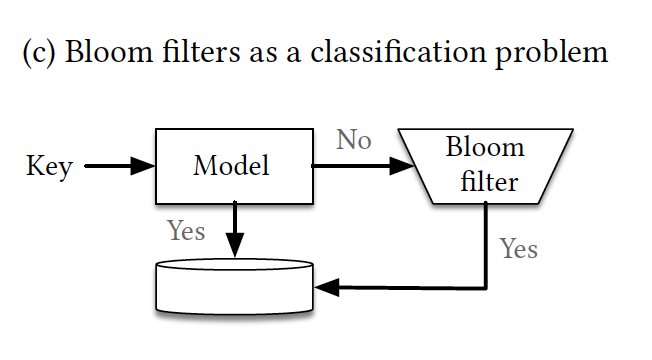 (c) Bloom filters as a classification problem
Key
Model
No
Bloom
filter
Yes
Yes